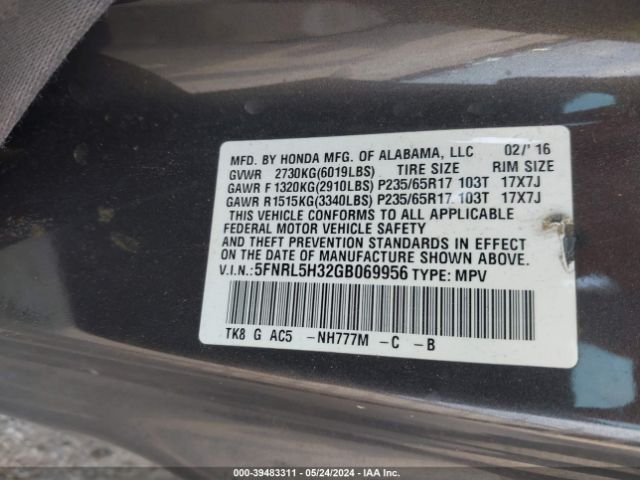 MFD. BY HONDA MFG. OF ALABAMA, LLC 02/'16
GVWR 2730KG(6019LBS) TIRE SIZE RIM SIZE
GAWR F 1320KG(2910LBS) P235/65R17 103T 17X7J
GAWR R1515KG(3340LBS) P235/65R17 103T 17X7J
THIS VEHICLE CONFORMS TO ALL APPLICABLE
FEDERAL MOTOR VEHICLE SAFETY
AND THEFT PREVENTION STANDARDS IN EFFECT
ON THE DATE OF MANUFACTURE SHOWN ABOVE.
V.I.N.:5FNRL5H32GB069956 TYPE: MPV
TK8 G AC5 -NH777M -C -B
000-39483311 - 05/24/2024 - IAA Inc.